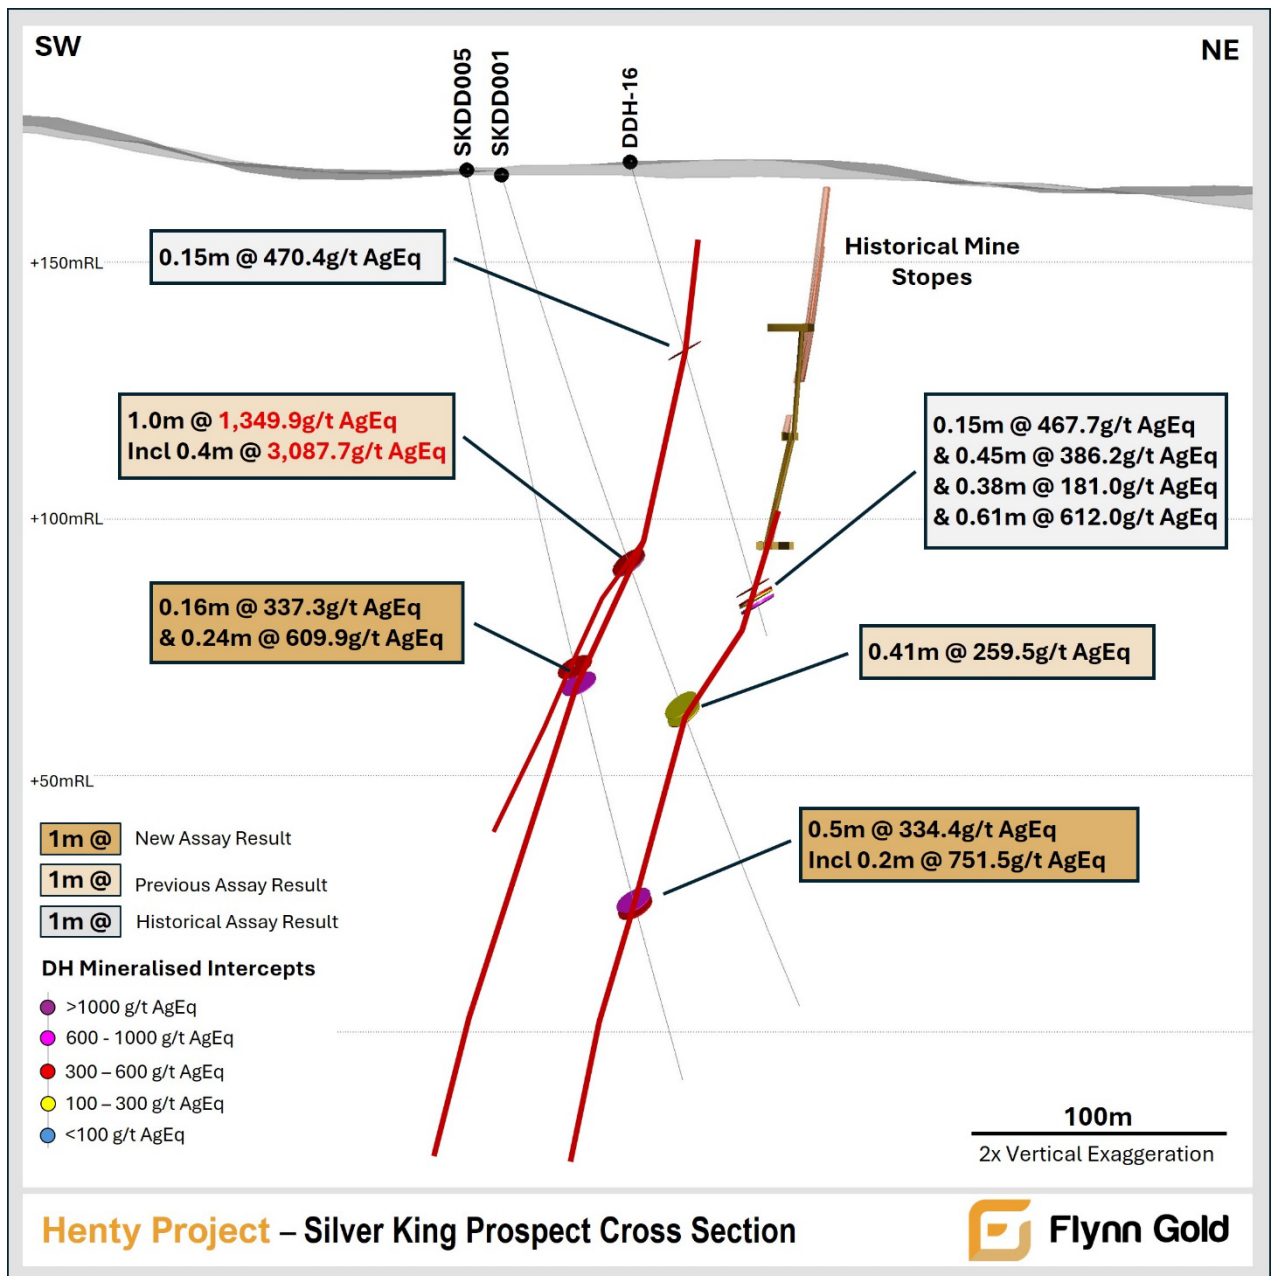 SW
NE
SKDD005
SKDD001
DDH-16
0.15m @ 470.4g/t AgEq
Historical Mine
Stopes
+150mRL
1.0m @ 1,349.9g/t AgEq
Incl 0.4m @ 3,087.7g/t AgEq
0.15m @ 467.7g/t AgEq
& 0.45m @ 386.2g/t AgEq
& 0.38m @ 181.0g/t AgEq
& 0.61m @ 612.0g/t AgEq
+100mRL
0.16m @ 337.3g/t AgEq
& 0.24m @ 609.9g/t AgEq
0.41m @ 259.5g/t AgEq
+50mRL
0.5m @ 334.4g/t AgEq
Incl 0.2m @ 751.5g/t AgEq
1m @ New Assay Result
1m @ Previous Assay Result
1m @ Historical Assay Result
DH Mineralised Intercepts
>1000 g/t AgEq
600 - 1000 g/t AgEq
300 – 600 g/t AgEq
100 – 300 g/t AgEq
<100 g/t AgEq
100m
2x Vertical Exaggeration
Henty Project – Silver King Prospect Cross Section
Flynn Gold